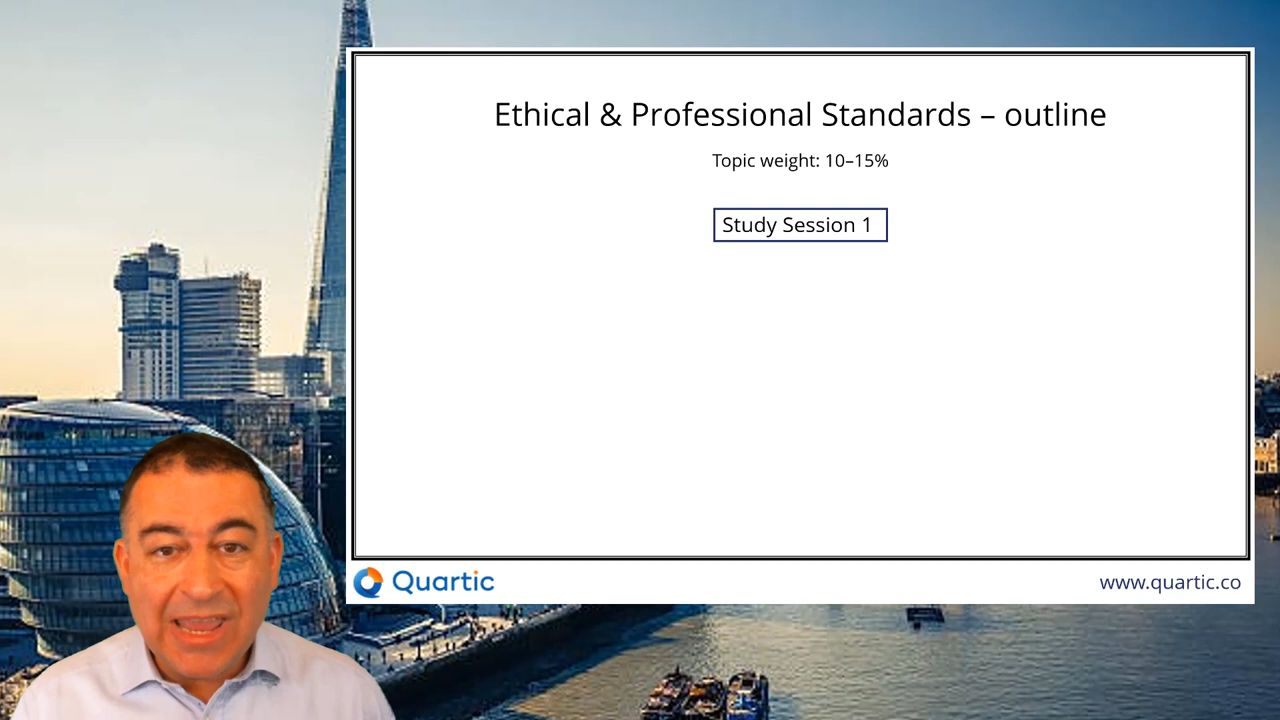 Ethical & Professional Standards – outline
Topic weight: 10–15%
Study Session 1
Quartic
www.quartic.co